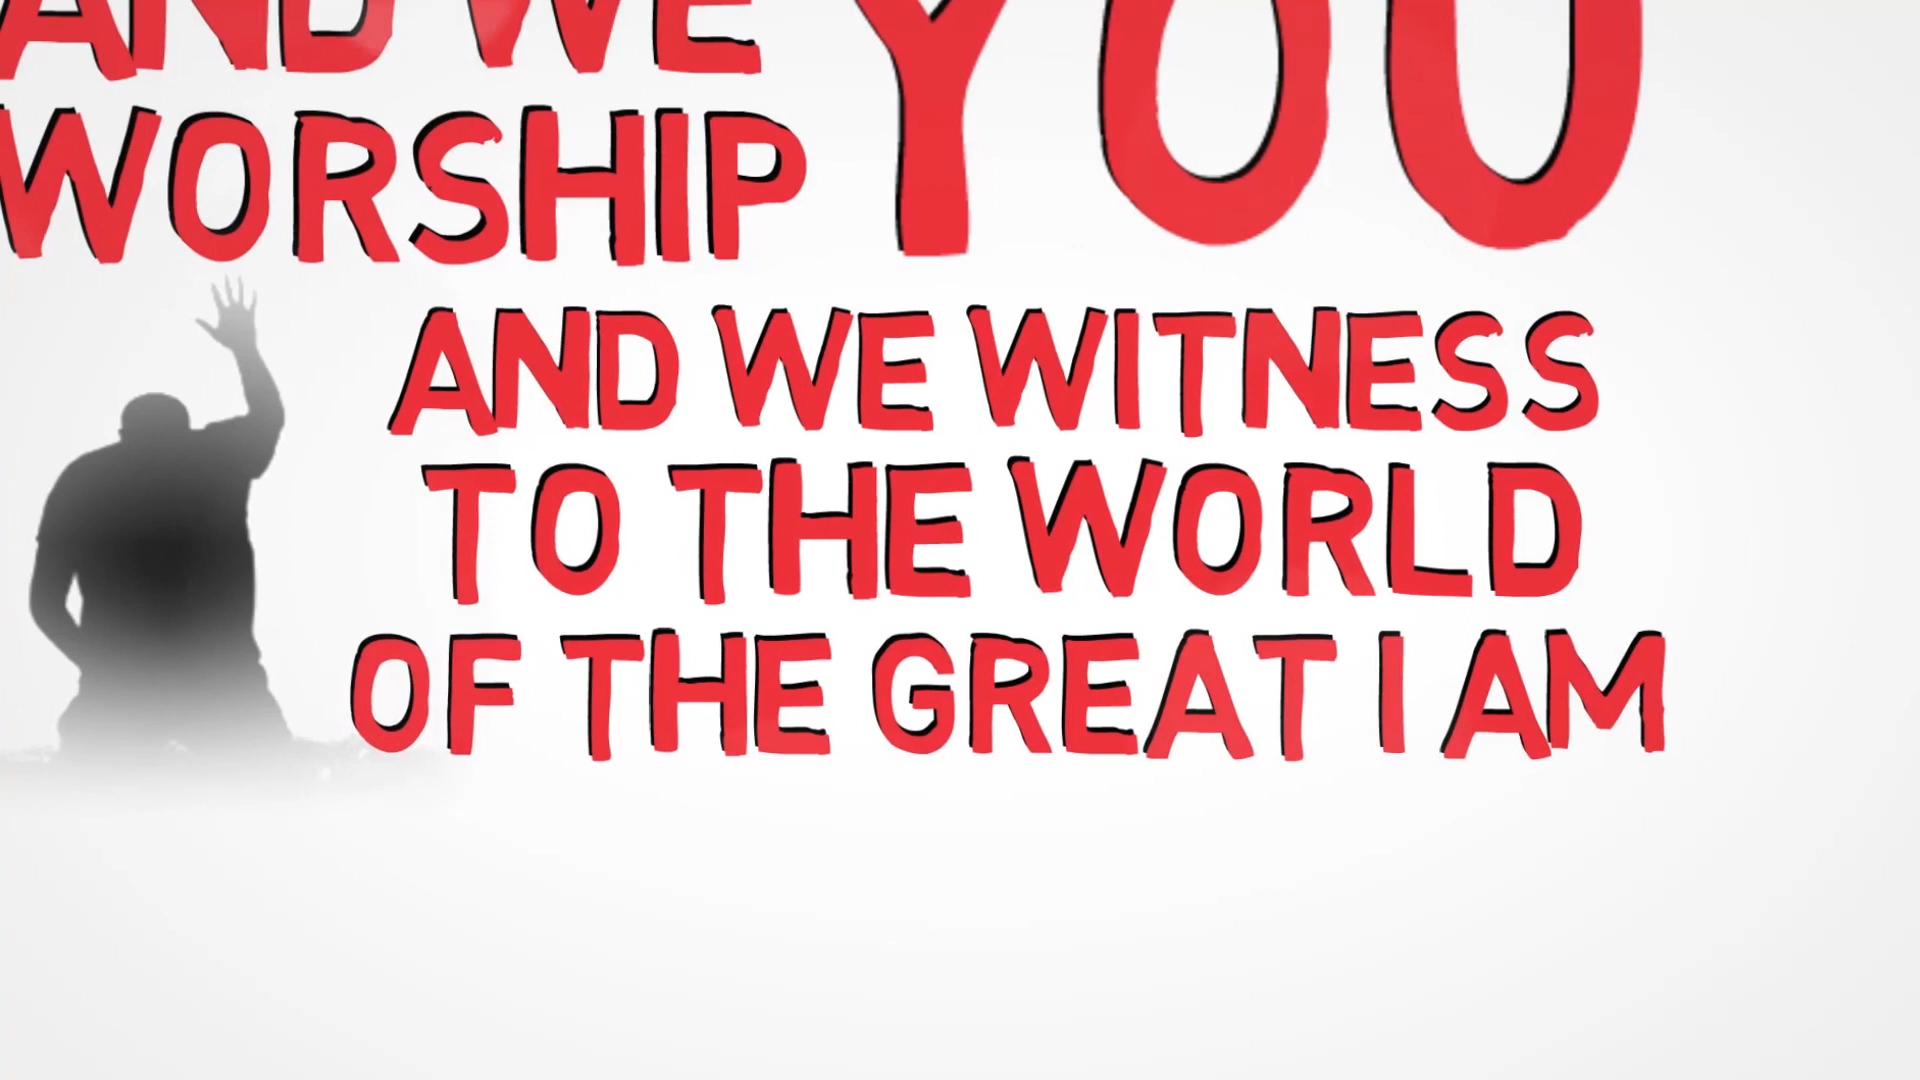 AND WE
WORSHIP YOU
AND WE WITNESS
TO THE WORLD
OF THE GREAT I AM